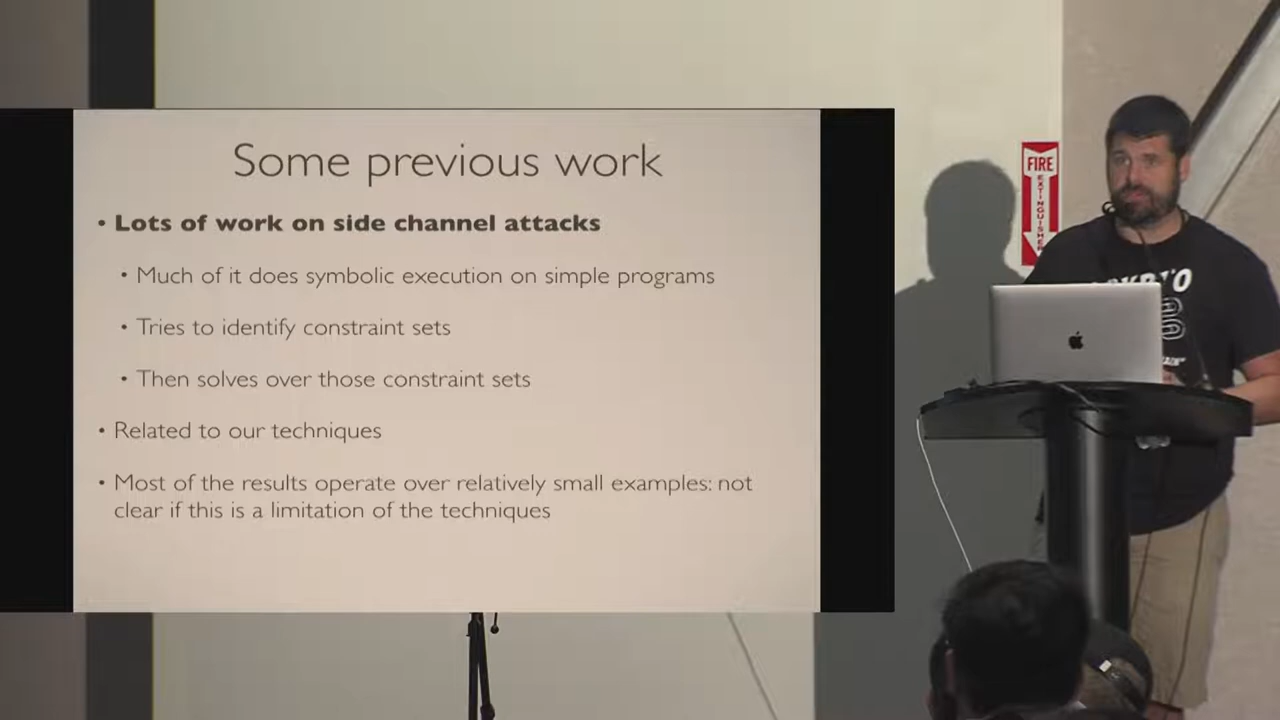 Some previous work
• Lots of work on side channel attacks
• Much of it does symbolic execution on simple programs
• Tries to identify constraint sets
• Then solves over those constraint sets
• Related to our techniques
• Most of the results operate over relatively small examples: not
clear if this is a limitation of the techniques
FIRE
EXTINGUISHER